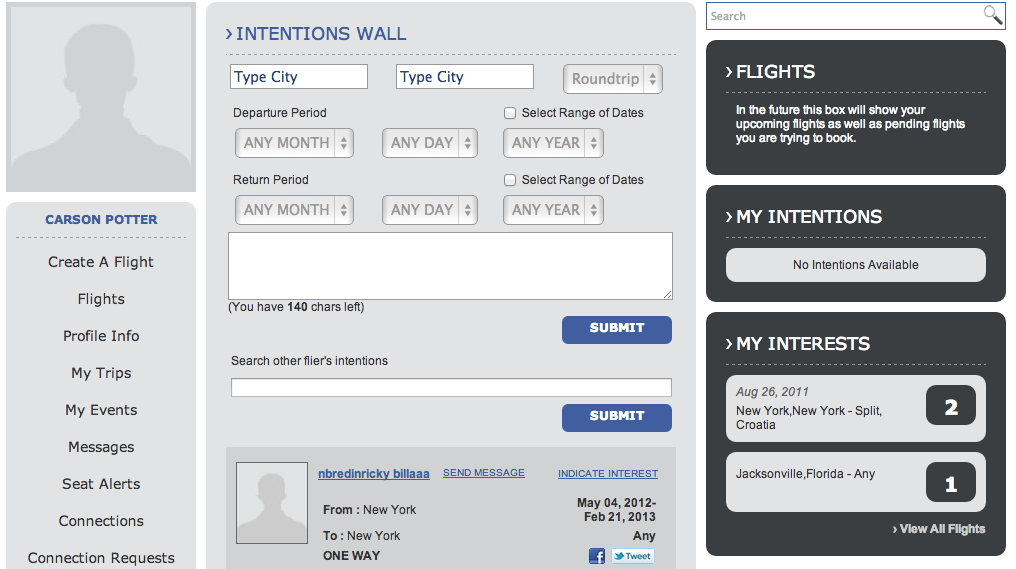 CARSON POTTER
Create A Flight
Flights
Profile Info
My Trips
My Events
Messages
Seat Alerts
Connections
Connection Requests
› INTENTIONS WALL
Type City Type City Roundtrip
Departure Period Select Range of Dates
ANY MONTH ANY DAY ANY YEAR
Return Period Select Range of Dates
ANY MONTH ANY DAY ANY YEAR
(You have 140 chars left)
SUBMIT
Search other flier's intentions
SUBMIT
nbredinricky billaaa SEND MESSAGE INDICATE INTEREST
From : New York
To : New York
ONE WAY
May 04, 2012-
Feb 21, 2013
Any
f Tweet
Search
› FLIGHTS
In the future this box will show your
upcoming flights as well as pending flights
you are trying to book.
› MY INTENTIONS
No Intentions Available
› MY INTERESTS
Aug 26, 2011
New York,New York - Split,
Croatia
2
Jacksonville,Florida - Any
1
› View All Flights